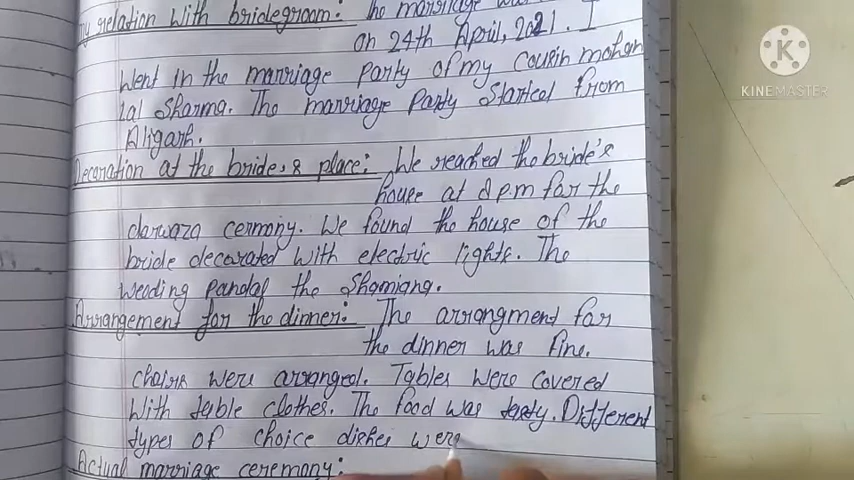 my relation with bridegroom: The marriage was
on 24th April, 2021. I
Went in the marriage party of my cousin mohan
lal Sharma. The marriage Party Started from
Aligarh.
Decoration at the bride,s place: We reached the bride's
house at 8 p.m for the
darwaza cermony. We found the house of the
bride decorated with electric lights. The
wedding pandal the Shamiana.
Arrangement for the dinner: The arrangment for
the dinner was Fine.
chairs were arranged. Tables were covered
With table clothes. The food was tasty. Different
types of choice dishes were
Actual marriage ceremony:
KINEMASTER